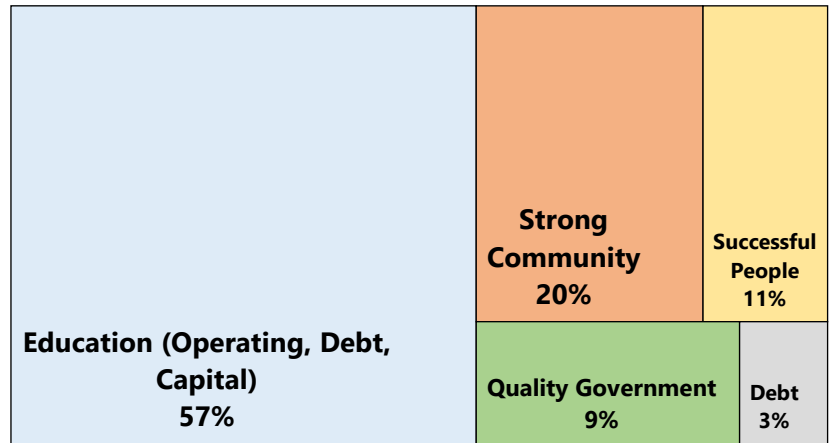 Education (Operating, Debt,
Capital)
57%
Strong
Community
20%
Successful
People
11%
Quality Government
9%
Debt
3%